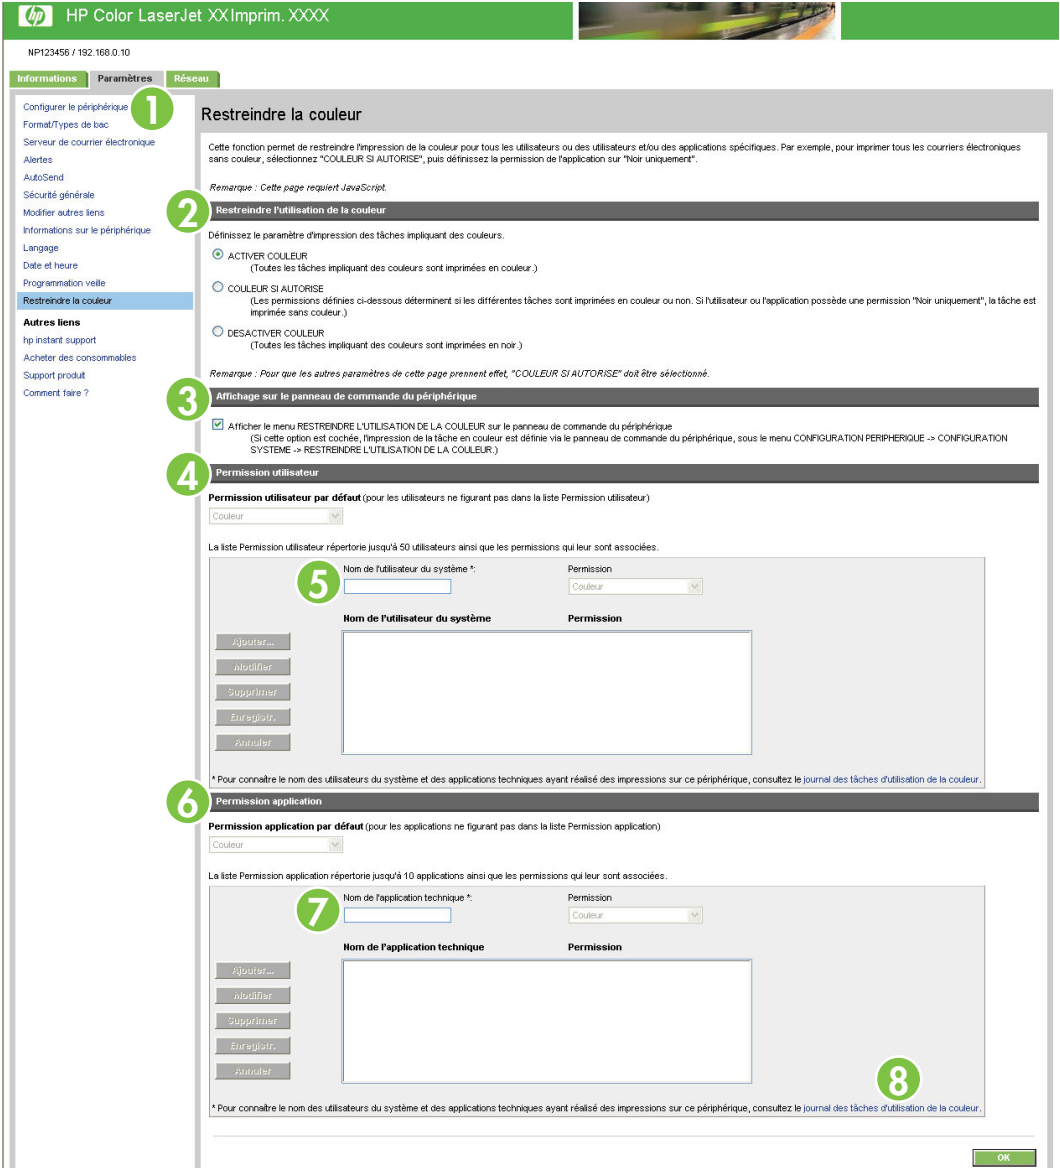 hp HP Color LaserJet XX Imprim. XXXX
NP123456 / 192.168.0.10
Informations Paramètres Réseau
1
Configurer le périphérique
Format/Types de bac
Serveur de courrier électronique
Alertes
AutoSend
Sécurité générale
Modifier autres liens
Informations sur le périphérique
Langage
Date et heure
Programmation veille
Restreindre la couleur
Autres liens
hp instant support
Acheter des consommables
Support produit
Comment faire ?
Restreindre la couleur
Cette fonction permet de restreindre l'impression de la couleur pour tous les utilisateurs ou des utilisateurs et/ou des applications spécifiques. Par exemple, pour imprimer tous les courriers électroniques
sans couleur, sélectionnez "COULEUR SI AUTORISE", puis définissez la permission de l'application sur "Noir uniquement".
Remarque : Cette page requiert JavaScript.
2 Restreindre l'utilisation de la couleur
Définissez le paramètre d'impression des tâches impliquant des couleurs.
ACTIVER COULEUR
(Toutes les tâches impliquant des couleurs sont imprimées en couleur.)
COULEUR SI AUTORISE
(Les permissions définies ci-dessous déterminent si les différentes tâches sont imprimées en couleur ou non. Si l'utilisateur ou l'application possède une permission "Noir uniquement", la tâche est
imprimée sans couleur.)
DESACTIVER COULEUR
(Toutes les tâches impliquant des couleurs sont imprimées en noir.)
Remarque : Pour que les autres paramètres de cette page prennent effet, "COULEUR SI AUTORISE" doit être sélectionné.
3 Affichage sur le panneau de commande du périphérique
Afficher le menu RESTREINDRE L'UTILISATION DE LA COULEUR sur le panneau de commande du périphérique
(Si cette option est cochée, l'impression de la tâche en couleur est définie via le panneau de commande du périphérique, sous le menu CONFIGURATION PERIPHERIQUE -> CONFIGURATION
SYSTEME -> RESTREINDRE L'UTILISATION DE LA COULEUR.)
4 Permission utilisateur
Permission utilisateur par défaut (pour les utilisateurs ne figurant pas dans la liste Permission utilisateur)
Couleur
La liste Permission utilisateur répertorie jusqu'à 50 utilisateurs ainsi que les permissions qui leur sont associées.
5 Nom de l'utilisateur du système *: Permission
Couleur
Nom de l'utilisateur du système Permission
Ajouter...
Modifier
Supprimer
Enregistr.
Annuler
* Pour connaître le nom des utilisateurs du système et des applications techniques ayant réalisé des impressions sur ce périphérique, consultez le journal des tâches d'utilisation de la couleur.
6 Permission application
Permission application par défaut (pour les applications ne figurant pas dans la liste Permission application)
Couleur
La liste Permission application répertorie jusqu'à 10 applications ainsi que les permissions qui leur sont associées.
7 Nom de l'application technique *: Permission
Couleur
Nom de l'application technique Permission
Ajouter...
Modifier
Supprimer
Enregistr.
Annuler
8
* Pour connaître le nom des utilisateurs du système et des applications techniques ayant réalisé des impressions sur ce périphérique, consultez le journal des tâches d'utilisation de la couleur.
OK